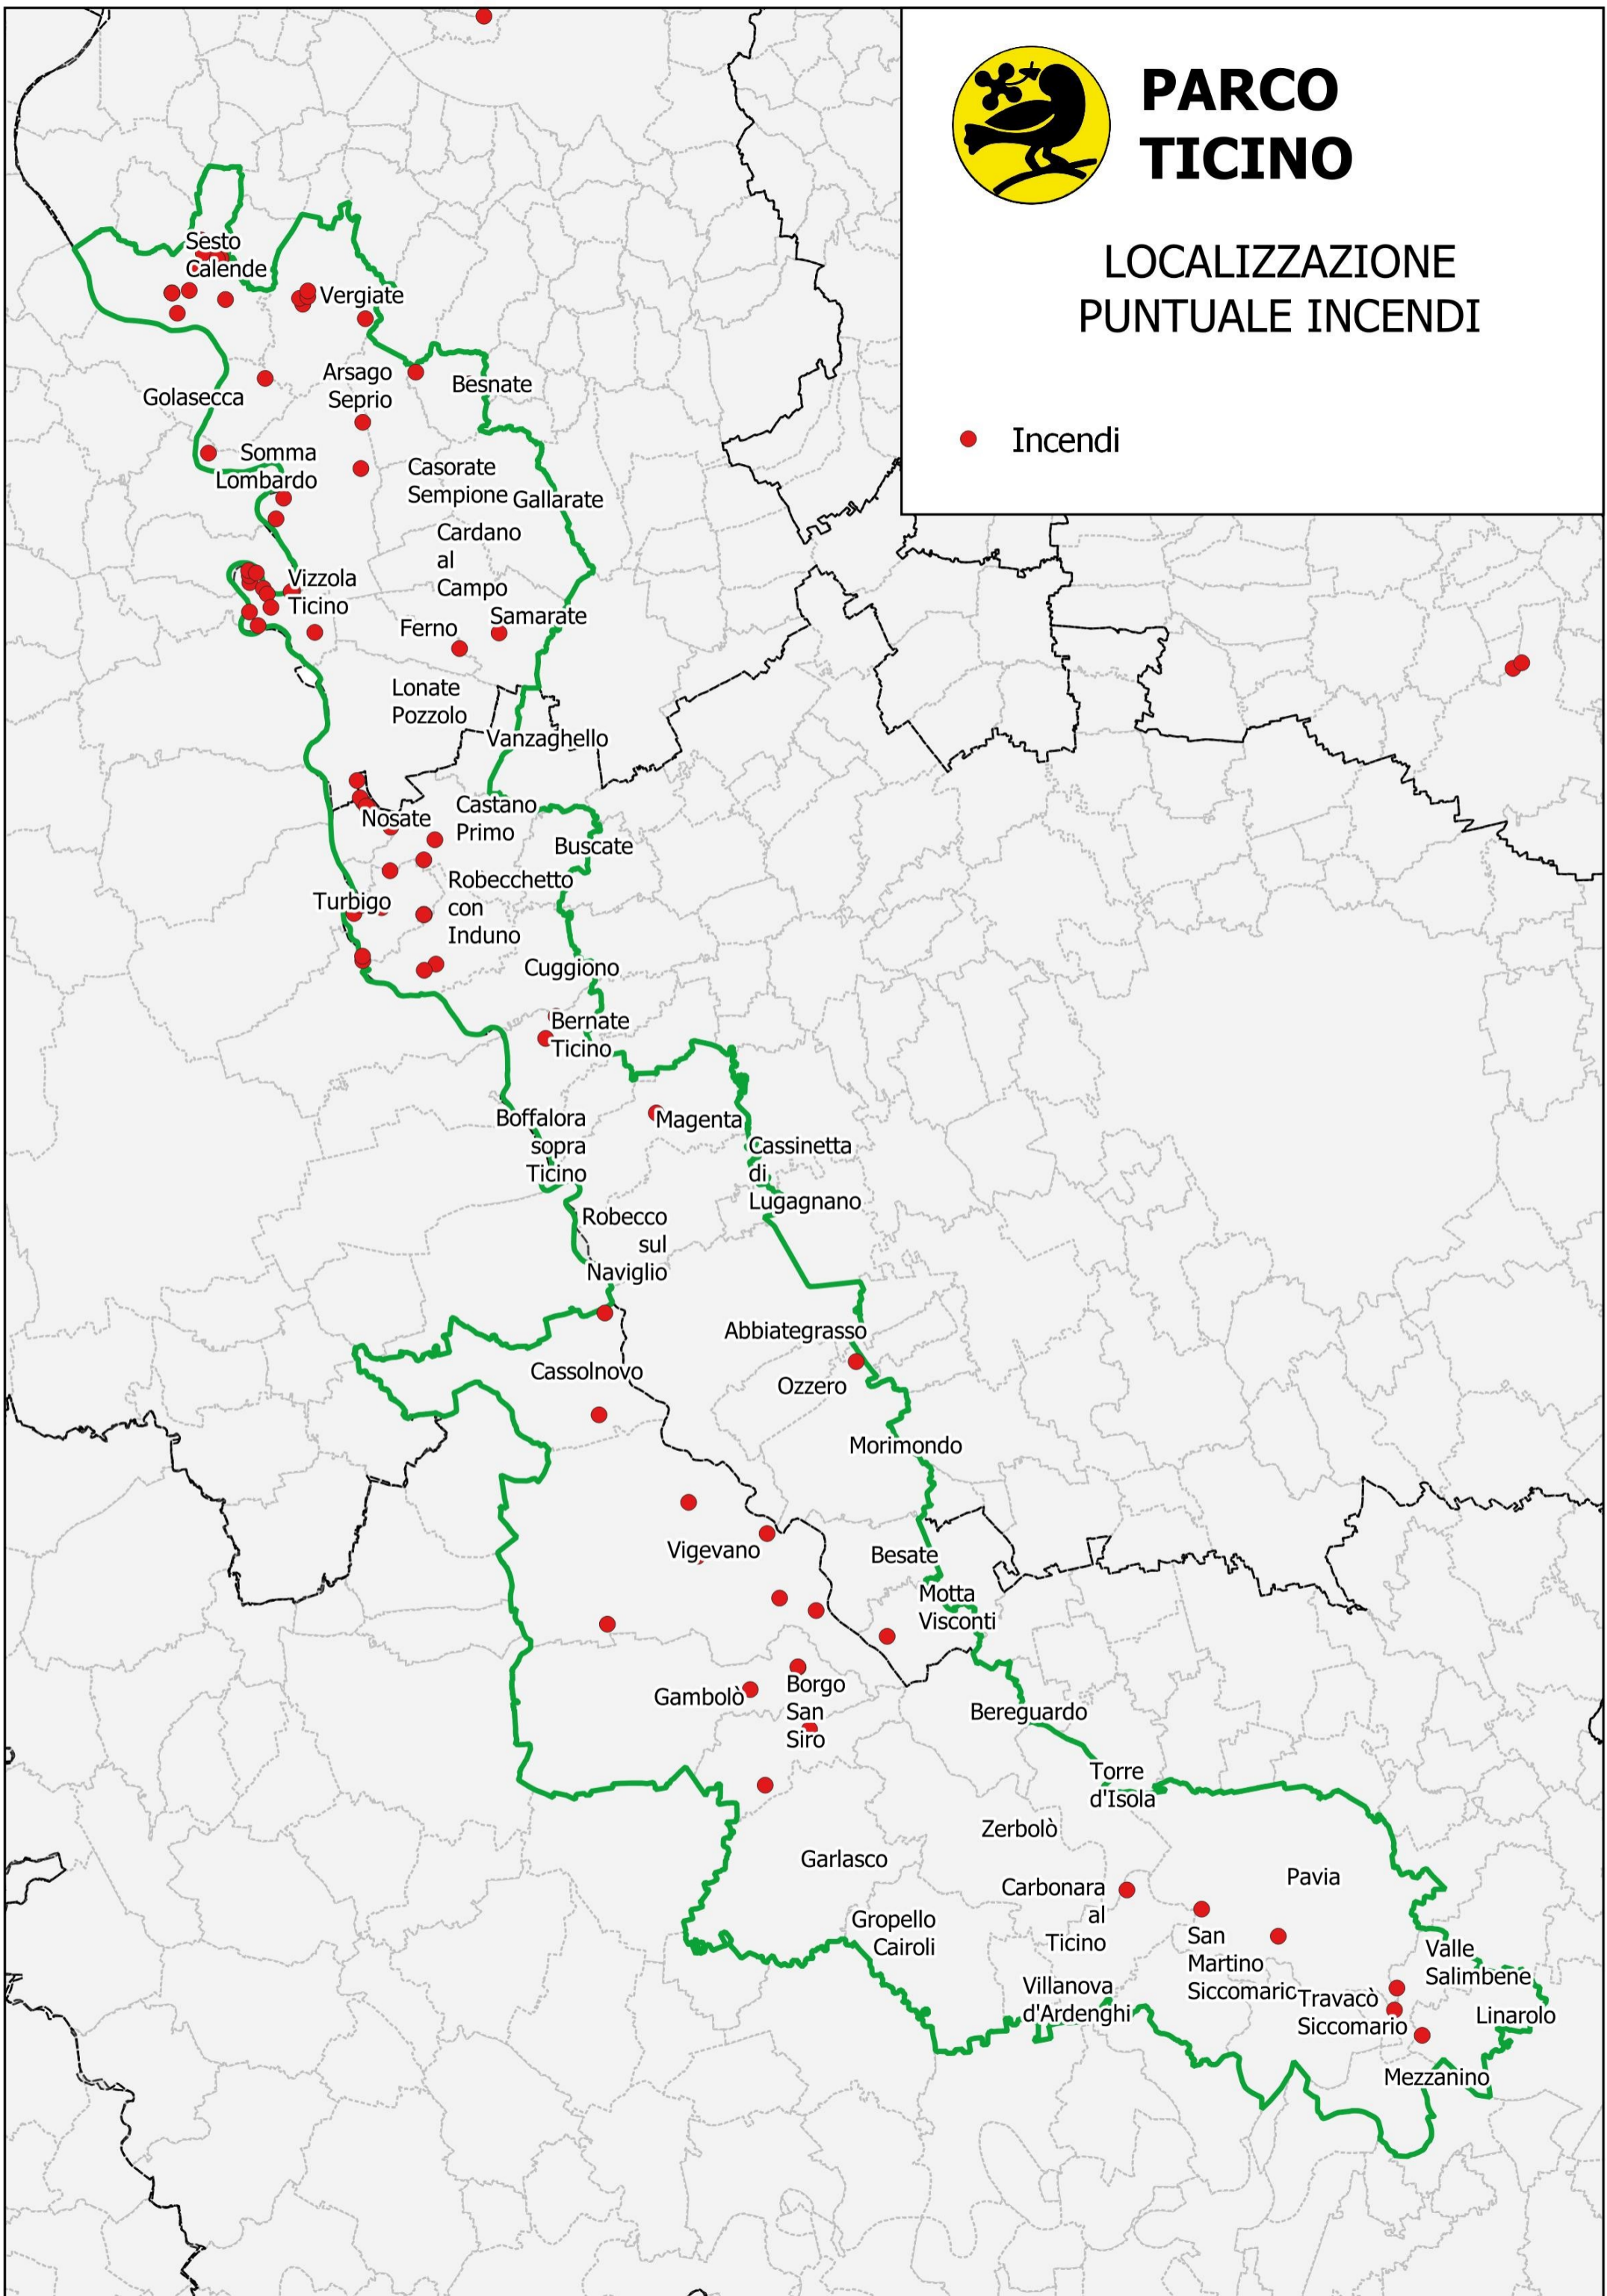 PARCO
TICINO
LOCALIZZAZIONE
PUNTUALE INCENDI
Incendi
Sesto
Calende
Vergiate
Arsago
Seprio
Besnate
Golasecca
Somma
Lombardo
Casorate
Sempione
Gallarate
Cardano
al
Campo
Vizzola
Ticino
Samarate
Ferno
Lonate
Pozzolo
Vanzaghello
Castano
Primo
Nosate
Buscate
Robecchetto
con
Induno
Turbigo
Cuggiono
Bernate
Ticino
Boffalora
sopra
Ticino
Magenta
Cassinetta
di
Lugagnano
Robecco
sul
Naviglio
Abbiategrasso
Cassolnovo
Ozzero
Morimondo
Vigevano
Besate
Motta
Visconti
Gambolò
Borgo
San
Siro
Bereguardo
Torre
d'Isola
Zerbolò
Garlasco
Pavia
Carbonara
al
Ticino
Gropello
Cairoli
San
Martino
Siccomario
Valle
Salimbene
Villanova
d'Ardenghi
Travacò
Siccomario
Linarolo
Mezzanino